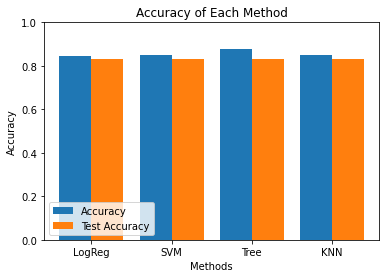 Accuracy of Each Method
1.0
0.8
0.6
0.4
0.2
0.0
Accuracy
Accuracy
Test Accuracy
LogReg SVM Tree KNN
Methods